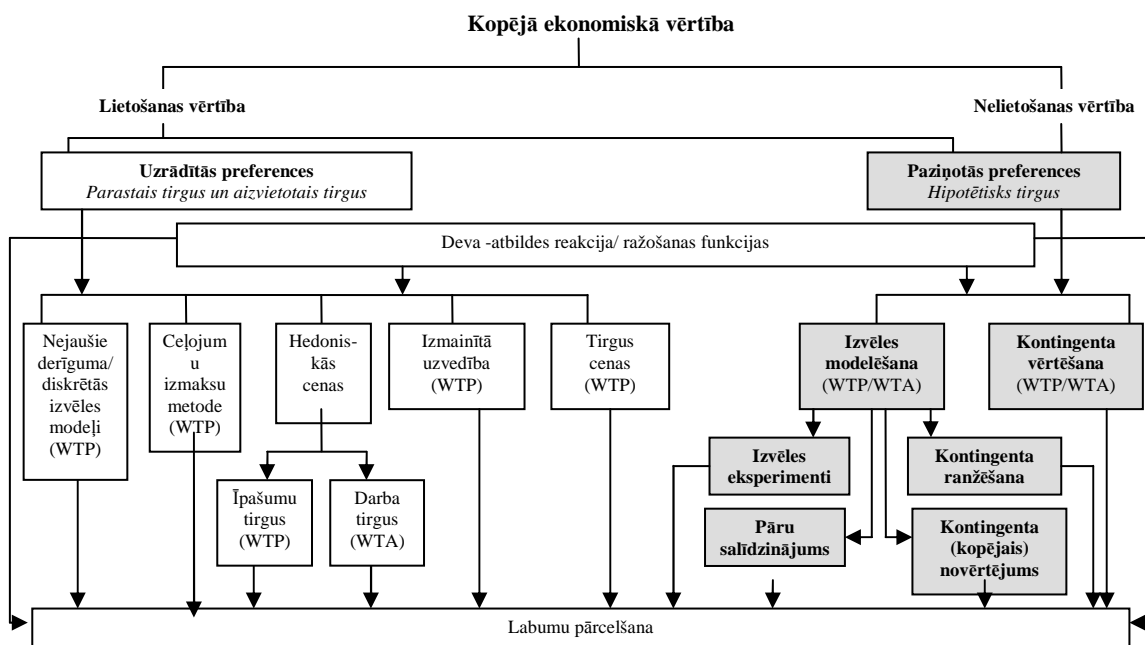 Kopējā ekonomiskā vērtība
Lietošanas vērtība
Nelietošanas vērtība
Uzrādītās preferences
Parastais tirgus un aizvietotais tirgus
Paziņotās preferences
Hipotētisks tirgus
Deva -atbildes reakcija/ ražošanas funkcijas
Nejaušie
derīguma/
diskrētās
izvēles
modeļi
(WTP)
Ceļojum
u
izmaksu
metode
(WTP)
Hedonis-
kās
cenas
Izmainītā
uzvedība
(WTP)
Tirgus
cenas
(WTP)
Izvēles
modelēšana
(WTP/WTA)
Kontingenta
vērtēšana
(WTP/WTA)
Izvēles
eksperimenti
Kontingenta
ranžēšana
Īpašumu
tirgus
(WTP)
Darba
tirgus
(WTA)
Pāru
salīdzinājums
Kontingenta
(kopējais)
novērtējums
Labumu pārcelšana